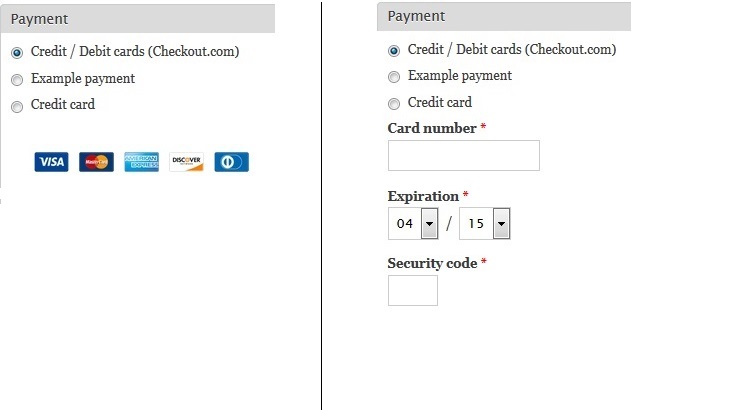 Payment
Credit / Debit cards (Checkout.com)
Example payment
Credit card
VISA MasterCard AMERICAN EXPRESS DISCOVER
Payment
Credit / Debit cards (Checkout.com)
Example payment
Credit card
Card number *
Expiration *
04 / 15
Security code *